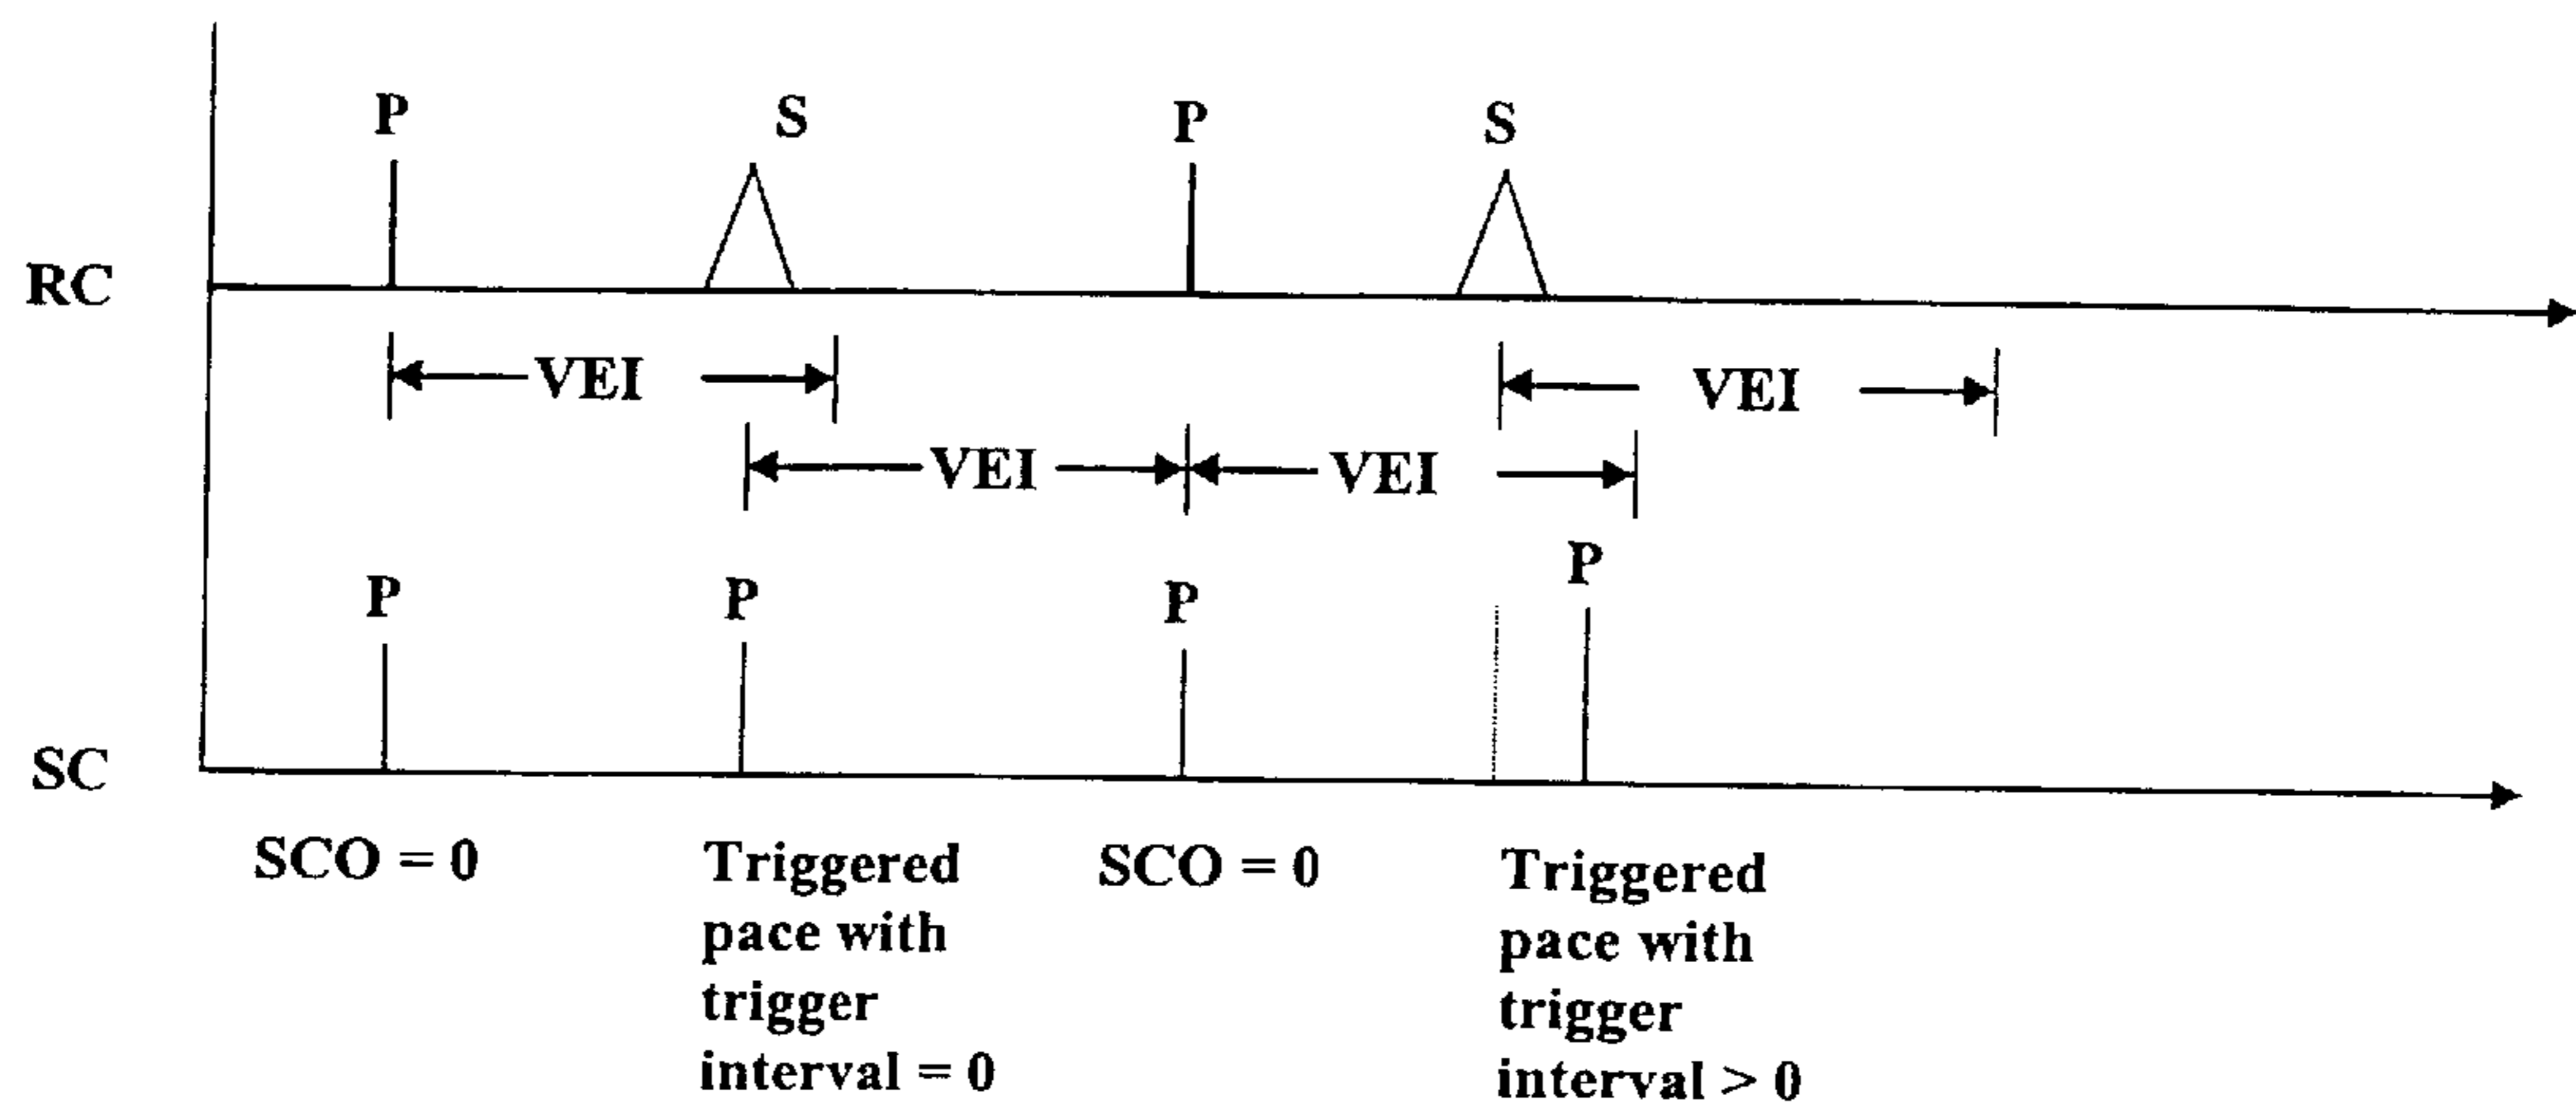 P
S
P
S
RC
VEI
VEI
VEI
VEI
P
P
P
P
SC
SCO = 0
Triggered
pace with
trigger
interval = 0
SCO = 0
Triggered
pace with
trigger
interval > 0